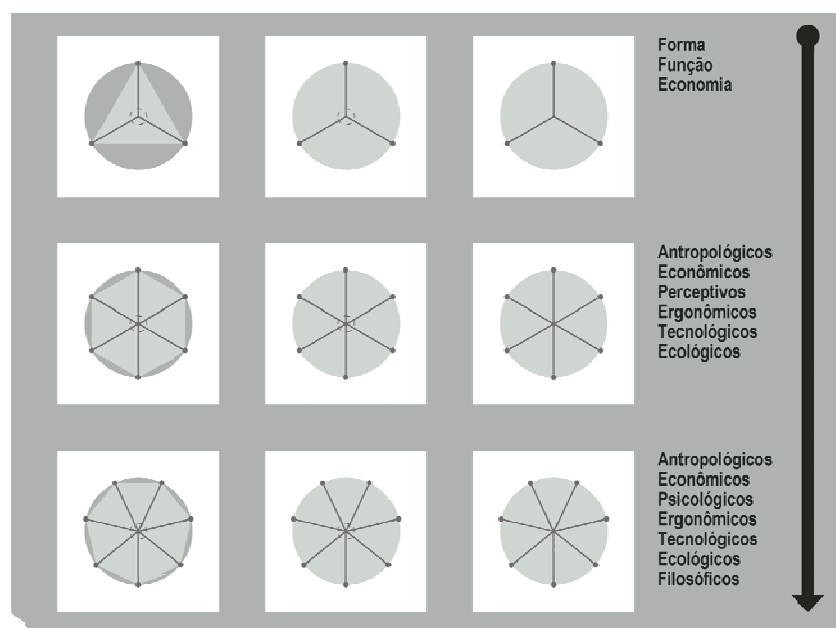 Forma
Função
Economia
Antropológicos
Econômicos
Perceptivos
Ergonômicos
Tecnológicos
Ecológicos
Antropológicos
Econômicos
Psicológicos
Ergonômicos
Tecnológicos
Ecológicos
Filosóficos